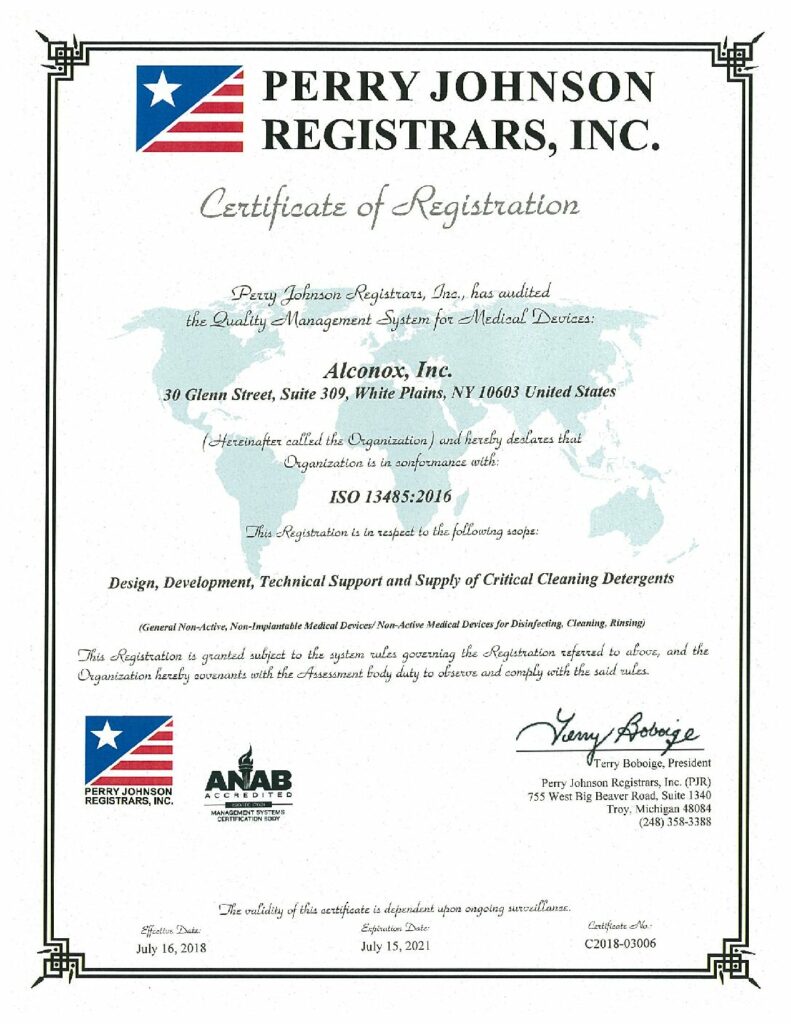 PERRY JOHNSON
REGISTRARS, INC.
Certificate of Registration
Perry Johnson Registrars, Inc., has audited
the Quality Management System for Medical Devices:
Alconox, Inc.
30 Glenn Street, Suite 309, White Plains, NY 10603 United States
(Hereinafter called the Organization) and hereby declares that
Organization is in conformance with:
ISO 13485:2016
This Registration is in respect to the following scope:
Design, Development, Technical Support and Supply of Critical Cleaning Detergents
(General Non-Active, Non-Implantable Medical Devices/ Non-Active Medical Devices for Disinfecting, Cleaning, Rinsing)
This Registration is granted subject to the system rules governing the Registration referred to above, and the
Organization hereby covenants with the Assessment body duty to observe and comply with the said rules.
PERRY JOHNSON
REGISTRARS, INC.
ANAB
ACCREDITED
MANAGEMENT SYSTEMS
CERTIFICATION BODY
Terry Boboige
Terry Boboige, President
Perry Johnson Registrars, Inc. (PJR)
755 West Big Beaver Road, Suite 1340
Troy, Michigan 48084
(248) 358-3388
The validity of this certificate is dependent upon ongoing surveillance.
Effective Date:
July 16, 2018
Expiration Date:
July 15, 2021
Certificate No.:
C2018-03006